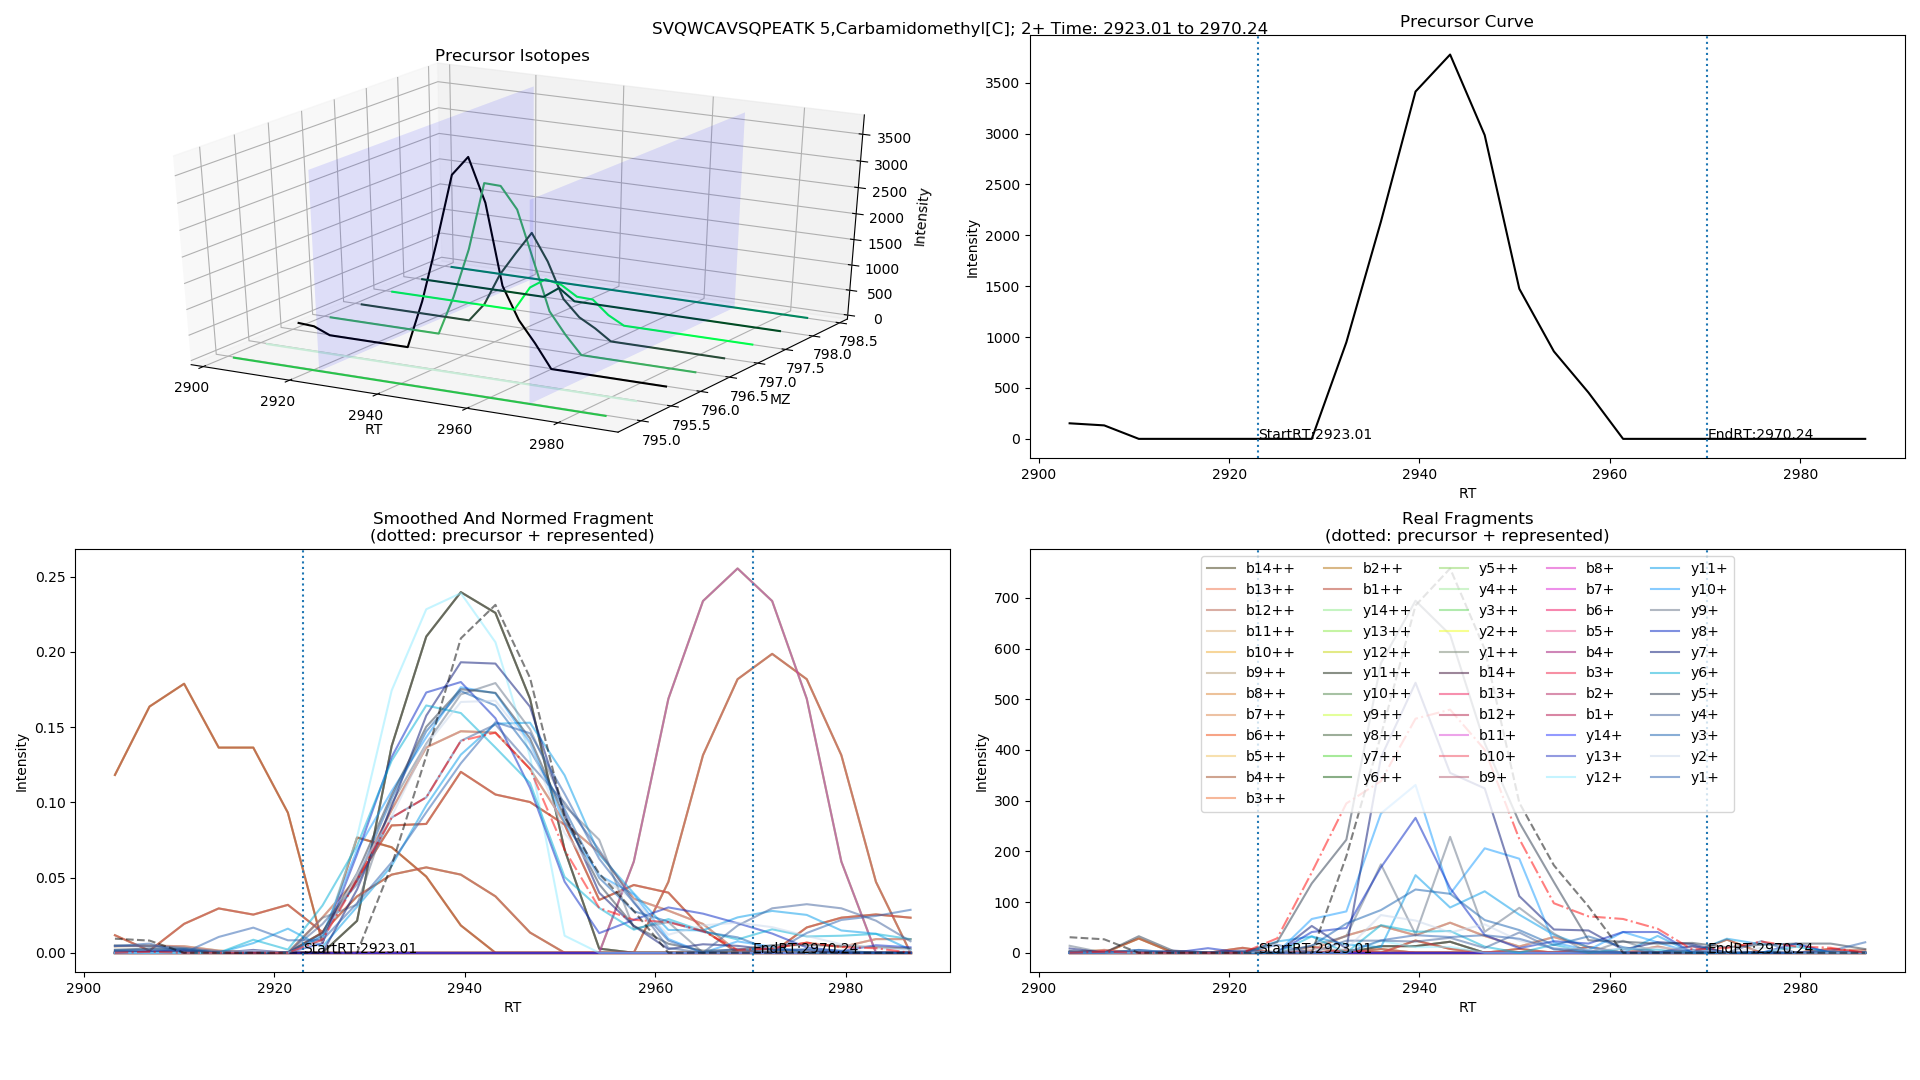 SVQWCAVSQPEATK 5,Carbamidomethyl[C]; 2+ Time: 2923.01 to 2970.24
Precursor Isotopes
3500
3000
2500
2000
1500
1000
500
0
Intensity
2900
2920
2940
2960
2980
RT
795.0
795.5
796.0
796.5
797.0
797.5
798.0
798.5
MZ
Precursor Curve
3500
3000
2500
2000
1500
1000
500
0
Intensity
StartRT:2923.01
EndRT:2970.24
2900
2920
2940
2960
2980
RT
Smoothed And Normed Fragment
(dotted: precursor + represented)
0.25
0.20
0.15
0.10
0.05
0.00
Intensity
StartRT:2923.01
EndRT:2970.24
2900
2920
2940
2960
2980
RT
Real Fragments
(dotted: precursor + represented)
700
600
500
400
300
200
100
0
Intensity
b14++
b13++
b12++
b11++
b10++
b9++
b8++
b7++
b6++
b5++
b4++
b3++
b2++
b1++
y14++
y13++
y12++
y11++
y10++
y9++
y8++
y7++
y6++
y5++
y4++
y3++
y2++
y1++
b14+
b13+
b12+
b11+
b10+
b9+
b8+
b7+
b6+
b5+
b4+
b3+
b2+
b1+
y14+
y13+
y12+
y11+
y10+
y9+
y8+
y7+
y6+
y5+
y4+
y3+
y2+
y1+
StartRT:2923.01
EndRT:2970.24
2900
2920
2940
2960
2980
RT